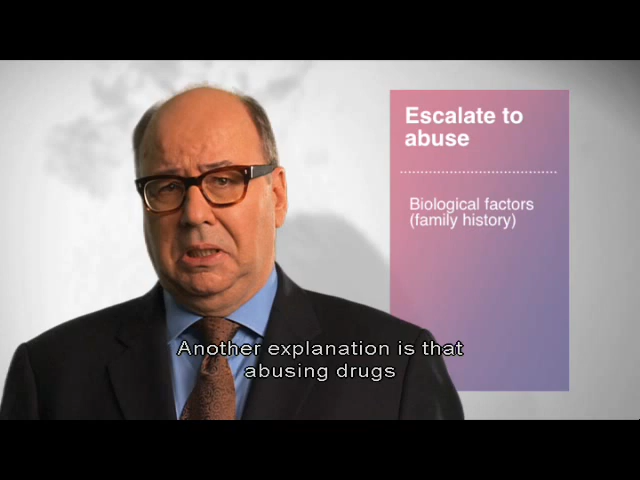 Escalate to
abuse
Biological factors
(family history)
Another explanation is that
abusing drugs